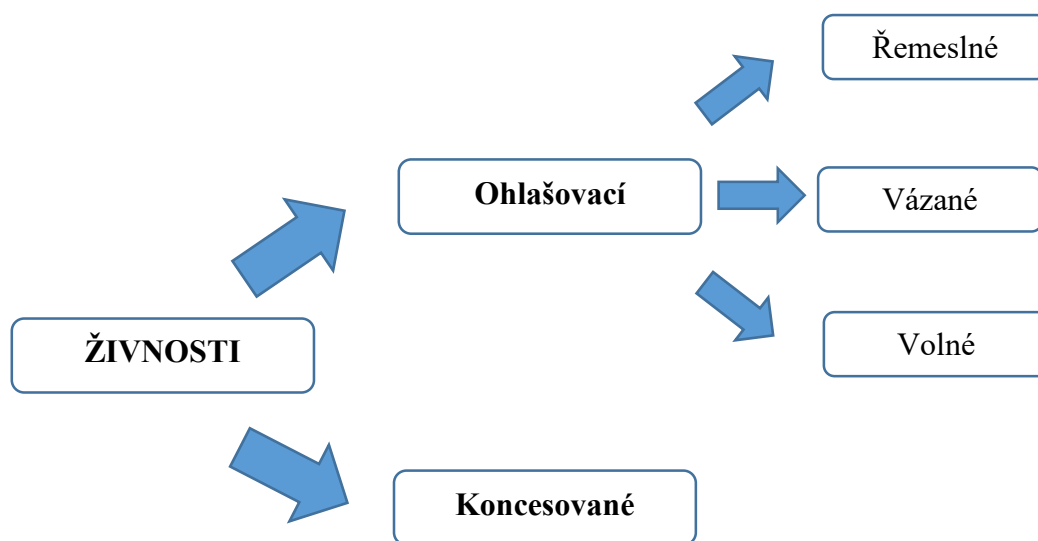 Řemeslné
Ohlašovací
Vázané
ŽIVNOSTI
Volné
Koncesované